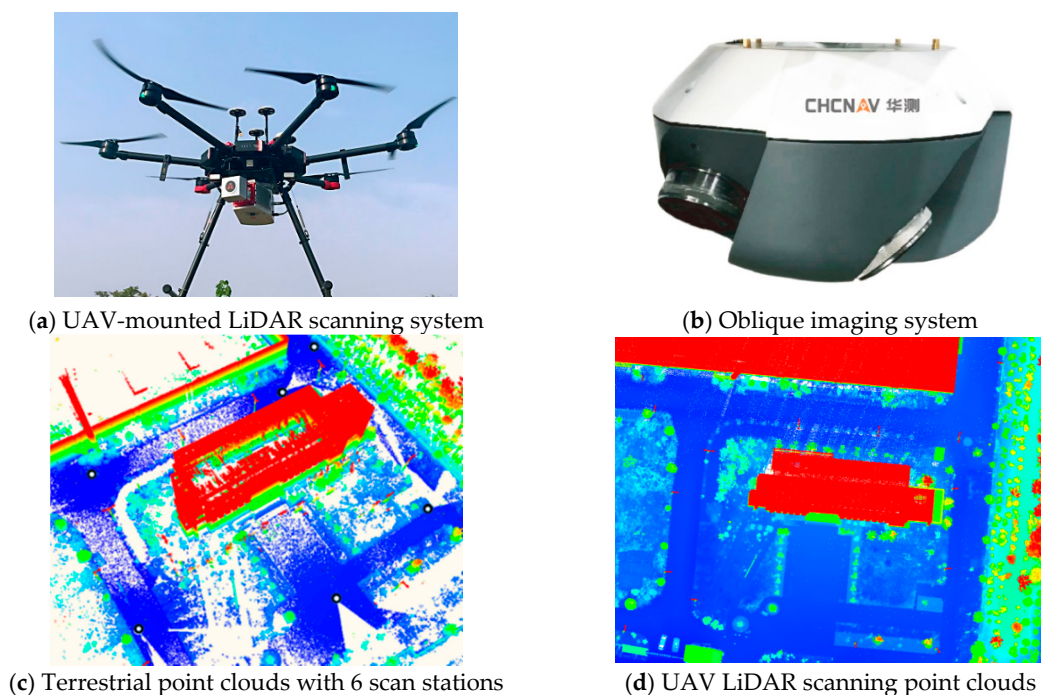 CHCNAV 华测
(a) UAV-mounted LiDAR scanning system
(b) Oblique imaging system
(c) Terrestrial point clouds with 6 scan stations
(d) UAV LiDAR scanning point clouds